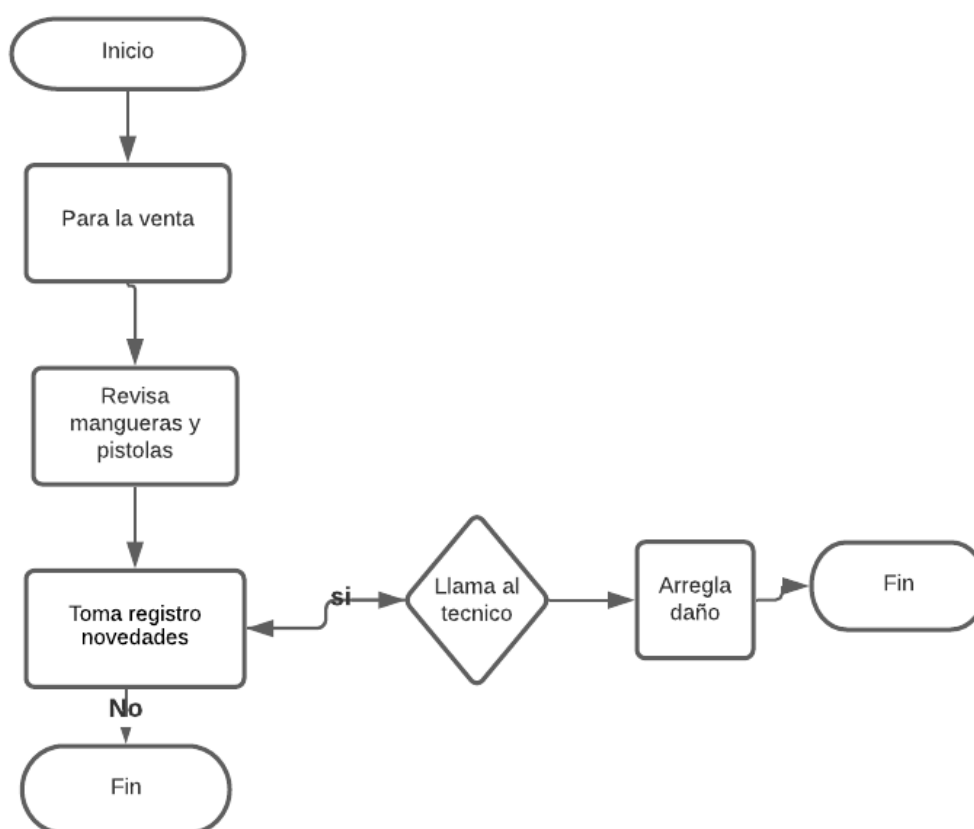 Inicio
Para la venta
Revisa
mangueras y
pistolas
Toma registro
novedades
si
Llama al
tecnico
Arregla
daño
Fin
No
Fin